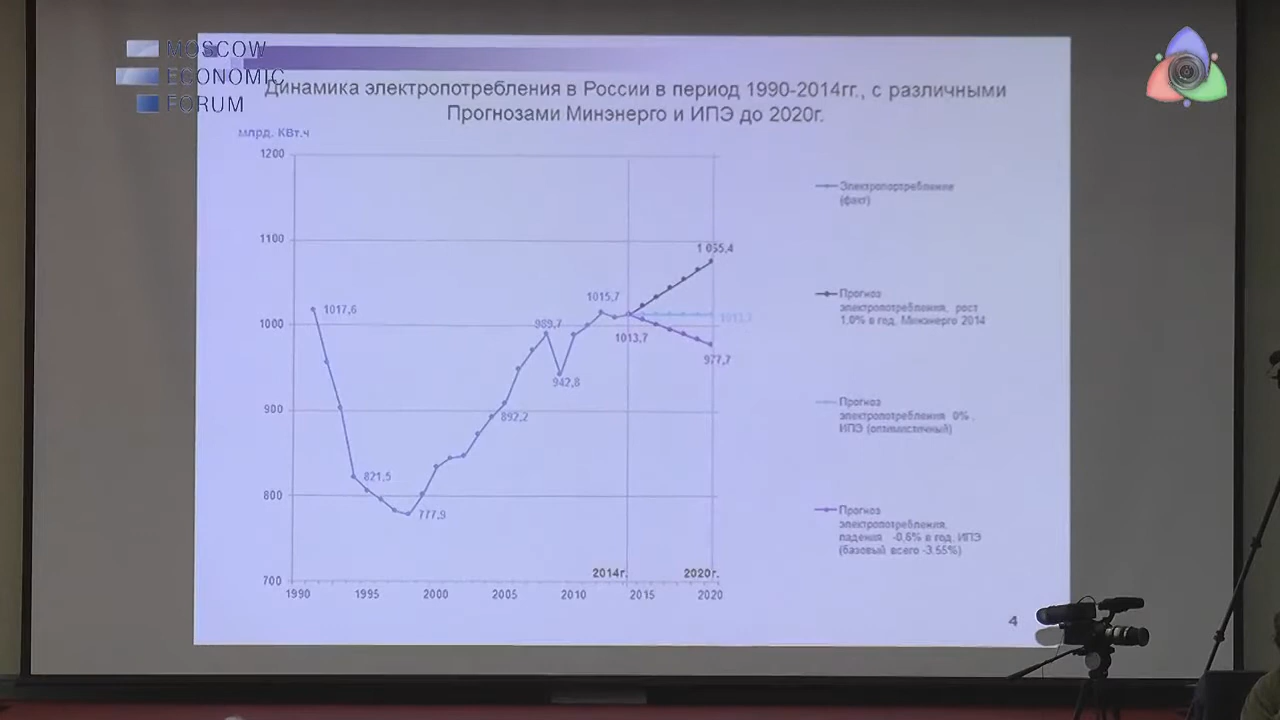 MOSCOW
ECONOMIC
FORUM
Динамика электропотребления в России в период 1990-2014гг., с различными
Прогнозами Минэнерго и ИПЭ до 2020г.
млрд. КВт.ч
1200
1100
1000
900
800
700
1990
1995
2000
2005
2010
2015
2020
1017,6
821,5
777,9
892,2
989,7
942,8
1015,7
1013,7
977,7
2014г.
2020г.
(факт)
Прогноз
электропотребления, рост
1,0% в год, Минэнерго 2014
Прогноз
электропотребления 0% ,
ИПЭ (оптимистичный)
Прогноз
электропотребления,
падения -0,6% в год, ИПЭ
(базовый всего -3.55%)
4